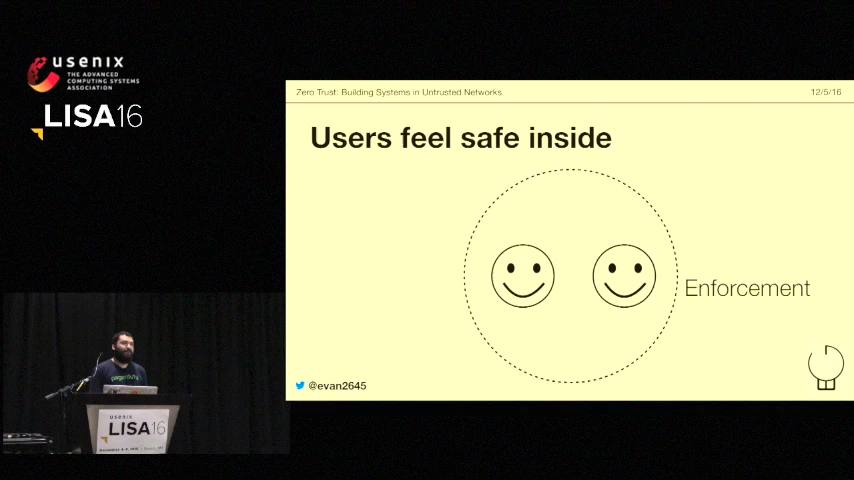 usenix
THE ADVANCED
COMPUTING SYSTEMS
ASSOCIATION
LISA16
Zero Trust: Building Systems in Untrusted Networks
12/5/16
Users feel safe inside
Enforcement
@evan2645
usenix
LISA16